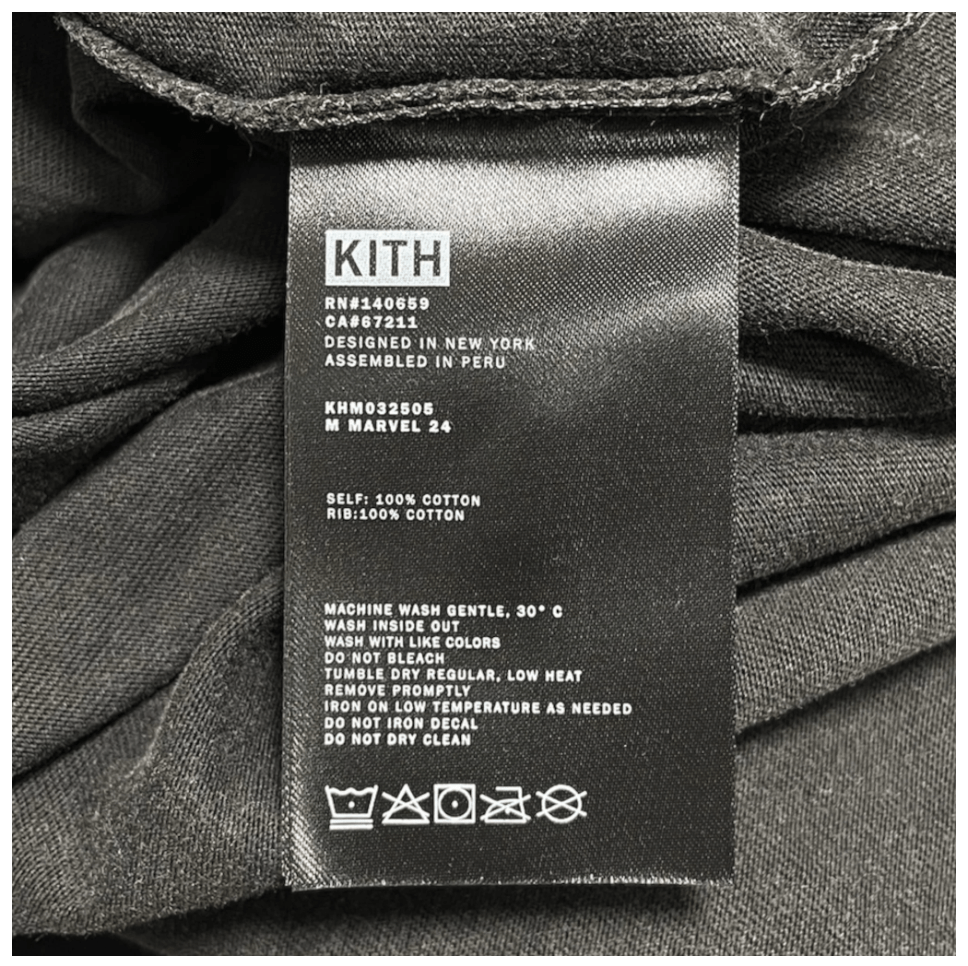 KITH
RN#140659
CA#67211
DESIGNED IN NEW YORK
ASSEMBLED IN PERU
KHM032505
M MARVEL 24
SELF: 100% COTTON
RIB:100% COTTON
MACHINE WASH GENTLE, 30° C
WASH INSIDE OUT
WASH WITH LIKE COLORS
DO NOT BLEACH
TUMBLE DRY REGULAR, LOW HEAT
REMOVE PROMPTLY
IRON ON LOW TEMPERATURE AS NEEDED
DO NOT IRON DECAL
DO NOT DRY CLEAN